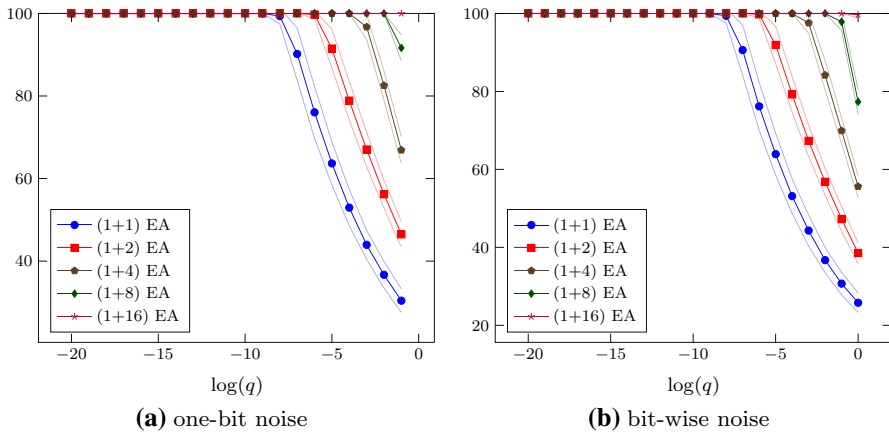 100
80
60
40
(1+1) EA
(1+2) EA
(1+4) EA
(1+8) EA
(1+16) EA
−20 −15 −10 −5 0
log(q)
(a) one-bit noise
100
80
60
40
20
(1+1) EA
(1+2) EA
(1+4) EA
(1+8) EA
(1+16) EA
−20 −15 −10 −5 0
log(q)
(b) bit-wise noise